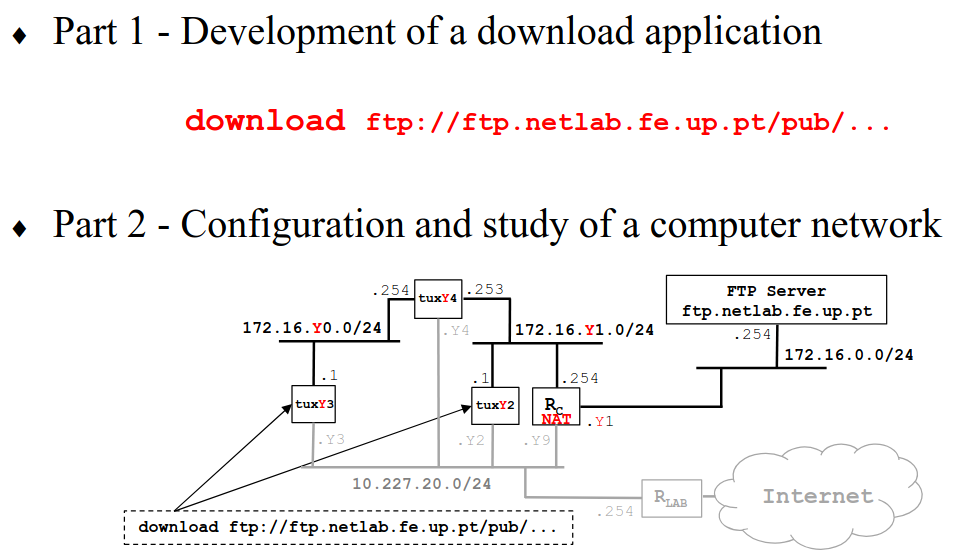 ♦ Part 1 - Development of a download application
download ftp://ftp.netlab.fe.up.pt/pub/...
♦ Part 2 - Configuration and study of a computer network
.254 tuxY4 .253
FTP Server
ftp.netlab.fe.up.pt
172.16.Y0.0/24
.Y4
172.16.Y1.0/24
.254
172.16.0.0/24
.1
.1
.254
tuxY3
tuxY2
RC
NAT
.Y1
.Y3
.Y2
.Y9
10.227.20.0/24
.254
RLAB
Internet
download ftp://ftp.netlab.fe.up.pt/pub/...